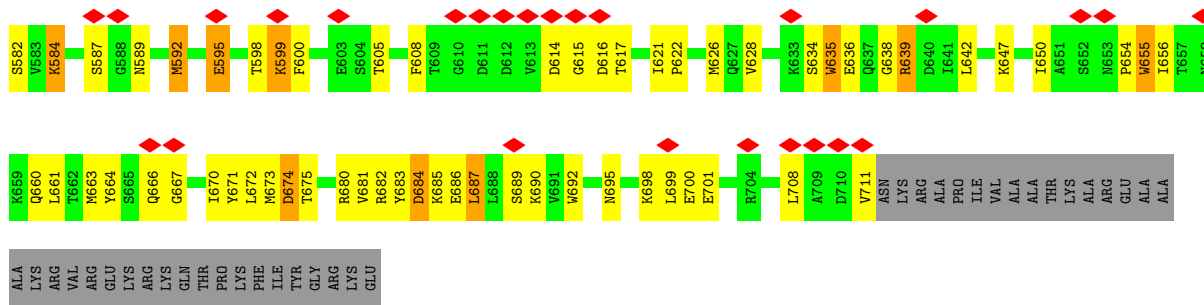 S582 V583 K584 S587 G588 N589 M592 E595 T598 K599 F600 E603 S604 T605 F608 T609 G610 D611 D612 V613 D614 G615 D616 T617 I621 P622 M626 Q627 V628 K633 S634 W635 E636 Q637 G638 R639 D640 I641 L642 K647 I650 A651 S652 N653 P654 W655 I656 T657
K659 Q660 L661 T662 M663 Y664 S665 Q666 G667 I670 Y671 L672 M673 D674 T675 R680 V681 R682 Y683 D684 K685 E686 L687 L688 S689 K690 V691 W692 N695 K698 L699 E700 E701 R704 L708 A709 D710 V711 ASN LYS ARG ALA PRO ILE VAL ALA ALA THR LYS ALA ARG GLU ALA ALA
ALA LYS ARG VAL ARG GLU LYS ARG LYS GLN THR PRO LYS PHE ILE TYR GLY ARG LYS GLU